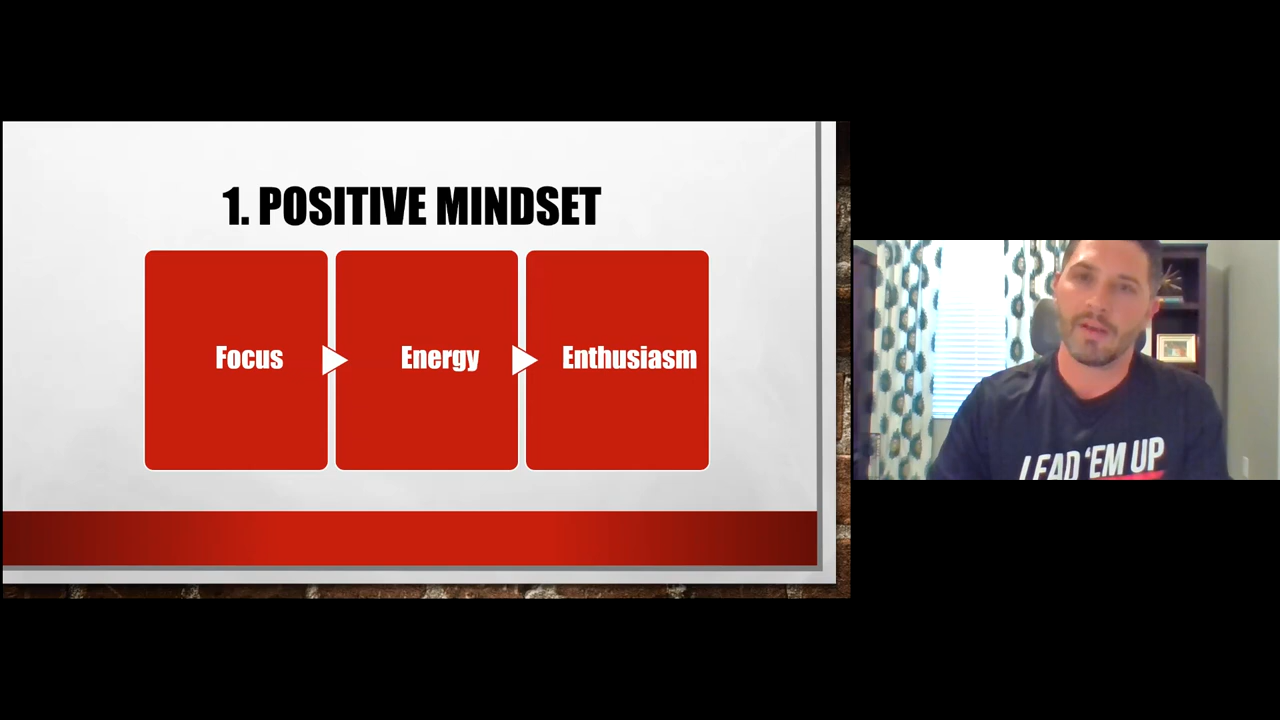 1. POSITIVE MINDSET
Focus
Energy
Enthusiasm
LEAD 'EM UP